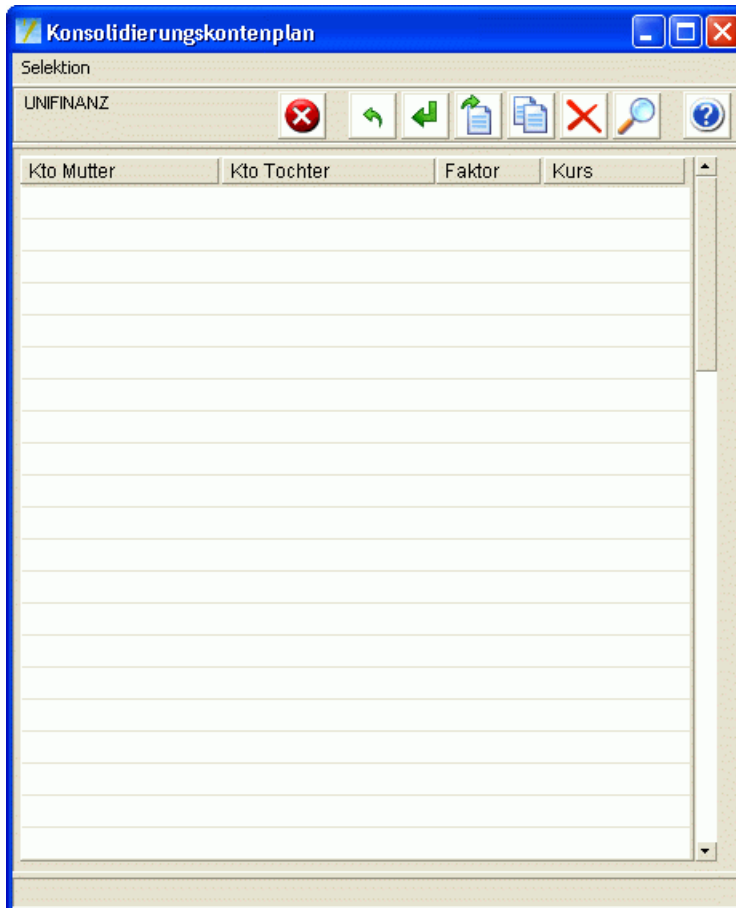 Konsolidierungskontenplan
Selektion
UNIFINANZ
Kto Mutter Kto Tochter Faktor Kurs